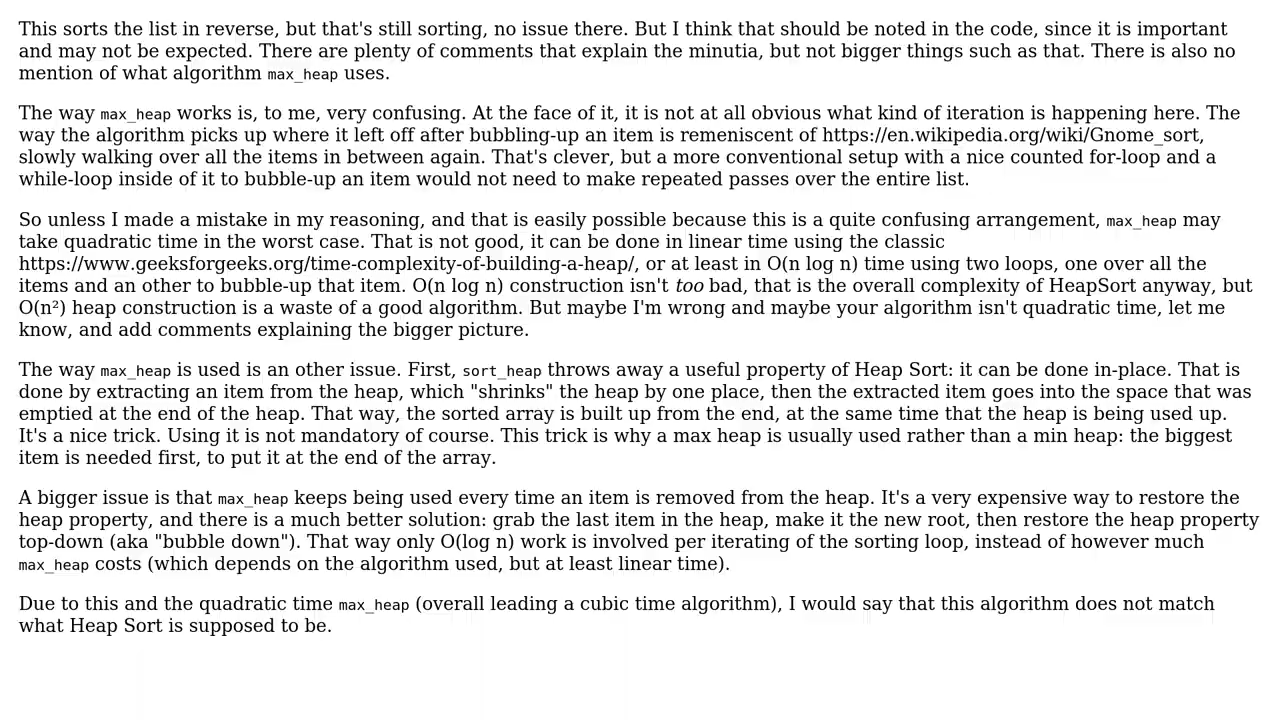 This sorts the list in reverse, but that's still sorting, no issue there. But I think that should be noted in the code, since it is important
and may not be expected. There are plenty of comments that explain the minutia, but not bigger things such as that. There is also no
mention of what algorithm max_heap uses.
The way max_heap works is, to me, very confusing. At the face of it, it is not at all obvious what kind of iteration is happening here. The
way the algorithm picks up where it left off after bubbling-up an item is remeniscent of https://en.wikipedia.org/wiki/Gnome_sort,
slowly walking over all the items in between again. That's clever, but a more conventional setup with a nice counted for-loop and a
while-loop inside of it to bubble-up an item would not need to make repeated passes over the entire list.
So unless I made a mistake in my reasoning, and that is easily possible because this is a quite confusing arrangement, max_heap may
take quadratic time in the worst case. That is not good, it can be done in linear time using the classic
https://www.geeksforgeeks.org/time-complexity-of-building-a-heap/, or at least in O(n log n) time using two loops, one over all the
items and an other to bubble-up that item. O(n log n) construction isn't too bad, that is the overall complexity of HeapSort anyway, but
O(n²) heap construction is a waste of a good algorithm. But maybe I'm wrong and maybe your algorithm isn't quadratic time, let me
know, and add comments explaining the bigger picture.
The way max_heap is used is an other issue. First, sort_heap throws away a useful property of Heap Sort: it can be done in-place. That is
done by extracting an item from the heap, which "shrinks" the heap by one place, then the extracted item goes into the space that was
emptied at the end of the heap. That way, the sorted array is built up from the end, at the same time that the heap is being used up.
It's a nice trick. Using it is not mandatory of course. This trick is why a max heap is usually used rather than a min heap: the biggest
item is needed first, to put it at the end of the array.
A bigger issue is that max_heap keeps being used every time an item is removed from the heap. It's a very expensive way to restore the
heap property, and there is a much better solution: grab the last item in the heap, make it the new root, then restore the heap property
top-down (aka "bubble down"). That way only O(log n) work is involved per iterating of the sorting loop, instead of however much
max_heap costs (which depends on the algorithm used, but at least linear time).
Due to this and the quadratic time max_heap (overall leading a cubic time algorithm), I would say that this algorithm does not match
what Heap Sort is supposed to be.